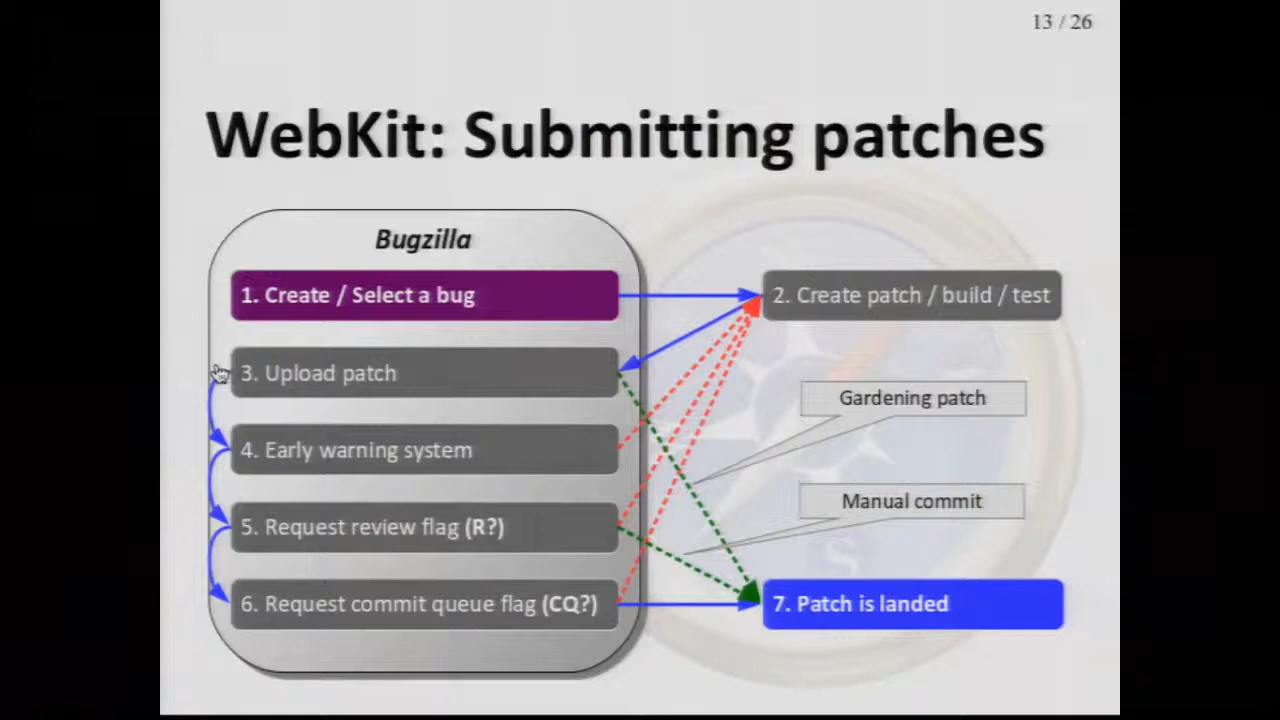 13 / 26
WebKit: Submitting patches
Bugzilla
1. Create / Select a bug
2. Create patch / build / test
3. Upload patch
Gardening patch
4. Early warning system
Manual commit
5. Request review flag (R?)
6. Request commit queue flag (CQ?)
7. Patch is landed
S